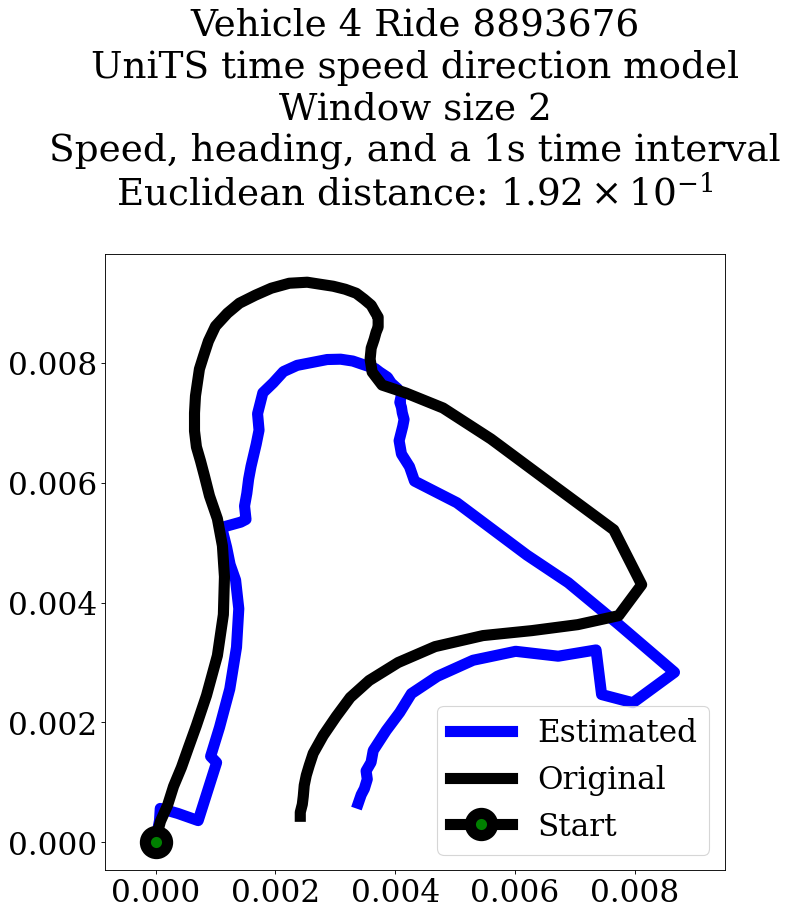 Vehicle 4 Ride 8893676
UniTS time speed direction model
Window size 2
Speed, heading, and a 1s time interval
Euclidean distance: 1.92 × 10⁻¹
0.008
0.006
0.004
0.002
0.000
Estimated
Original
Start
0.000 0.002 0.004 0.006 0.008